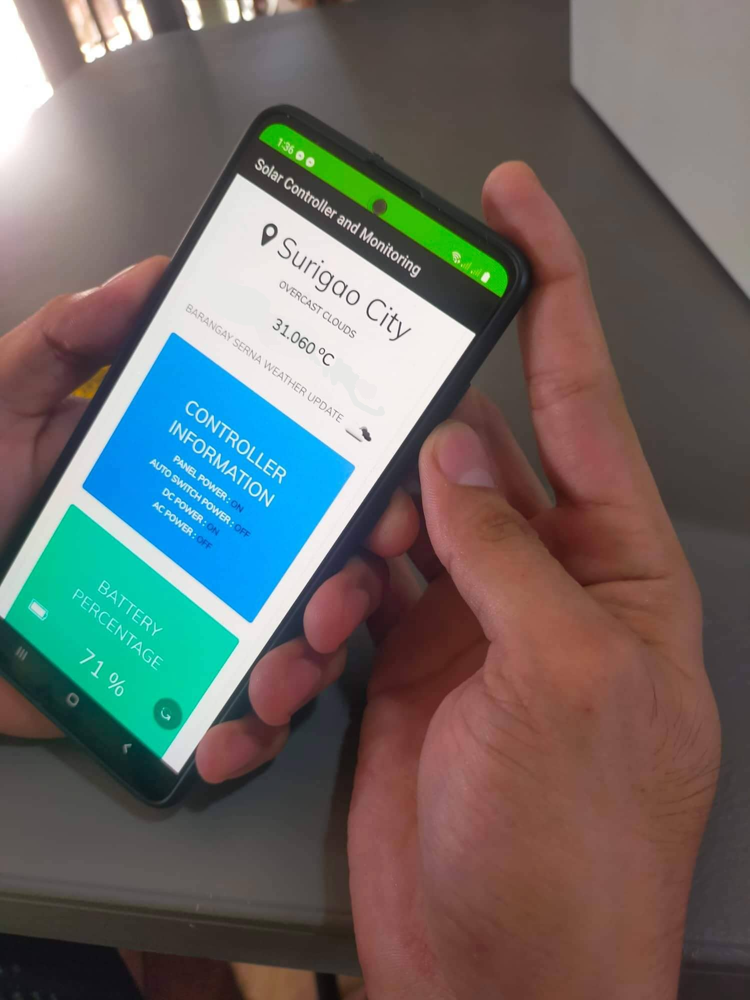 1:36
Solar Controller and Monitoring
Surigao City
OVERCAST CLOUDS
31.060 °C
BARANGAY SERNA WEATHER UPDATE
CONTROLLER
INFORMATION
PANEL POWER : ON
AUTO SWITCH POWER : OFF
DC POWER : ON
AC POWER : OFF
BATTERY
PERCENTAGE
71 %